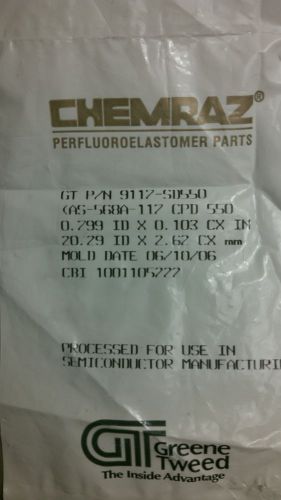 CHEMRAZ®
PERFLUOROELASTOMER PARTS
GT P/N 9117-SD550
(AS-568A-117 CPD 550
0.799 ID X 0.103 CX IN
20.29 ID X 2.62 CX mm
MOLD DATE 06/10/06
CBI 1001105277
PROCESSED FOR USE IN
SEMICONDUCTOR MANUFACTURI
GT
Greene
Tweed
The Inside Advantage